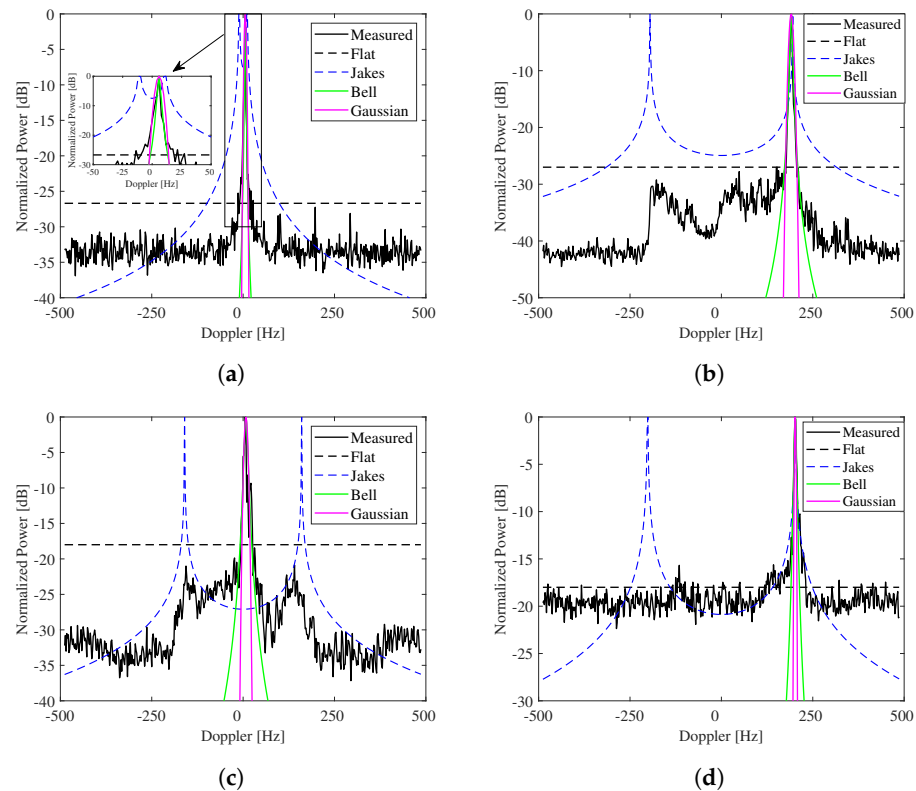 0
-5
-10
-15
-20
-25
-30
-35
-40
Normalized Power [dB]
-500
-250
0
250
500
Doppler [Hz]
Measured
Flat
Jakes
Bell
Gaussian
0
-10
-20
-30
Normalized Power [dB]
-50
-25
0
25
50
Doppler [Hz]
(a)
0
-10
-20
-30
-40
-50
Normalized Power [dB]
-500
-250
0
250
500
Doppler [Hz]
Measured
Flat
Jakes
Bell
Gaussian
(b)
0
-5
-10
-15
-20
-25
-30
-35
-40
Normalized Power [dB]
-500
-250
0
250
500
Doppler [Hz]
Measured
Flat
Jakes
Bell
Gaussian
(c)
0
-5
-10
-15
-20
-25
-30
Normalized Power [dB]
-500
-250
0
250
500
Doppler [Hz]
Measured
Flat
Jakes
Bell
Gaussian
(d)